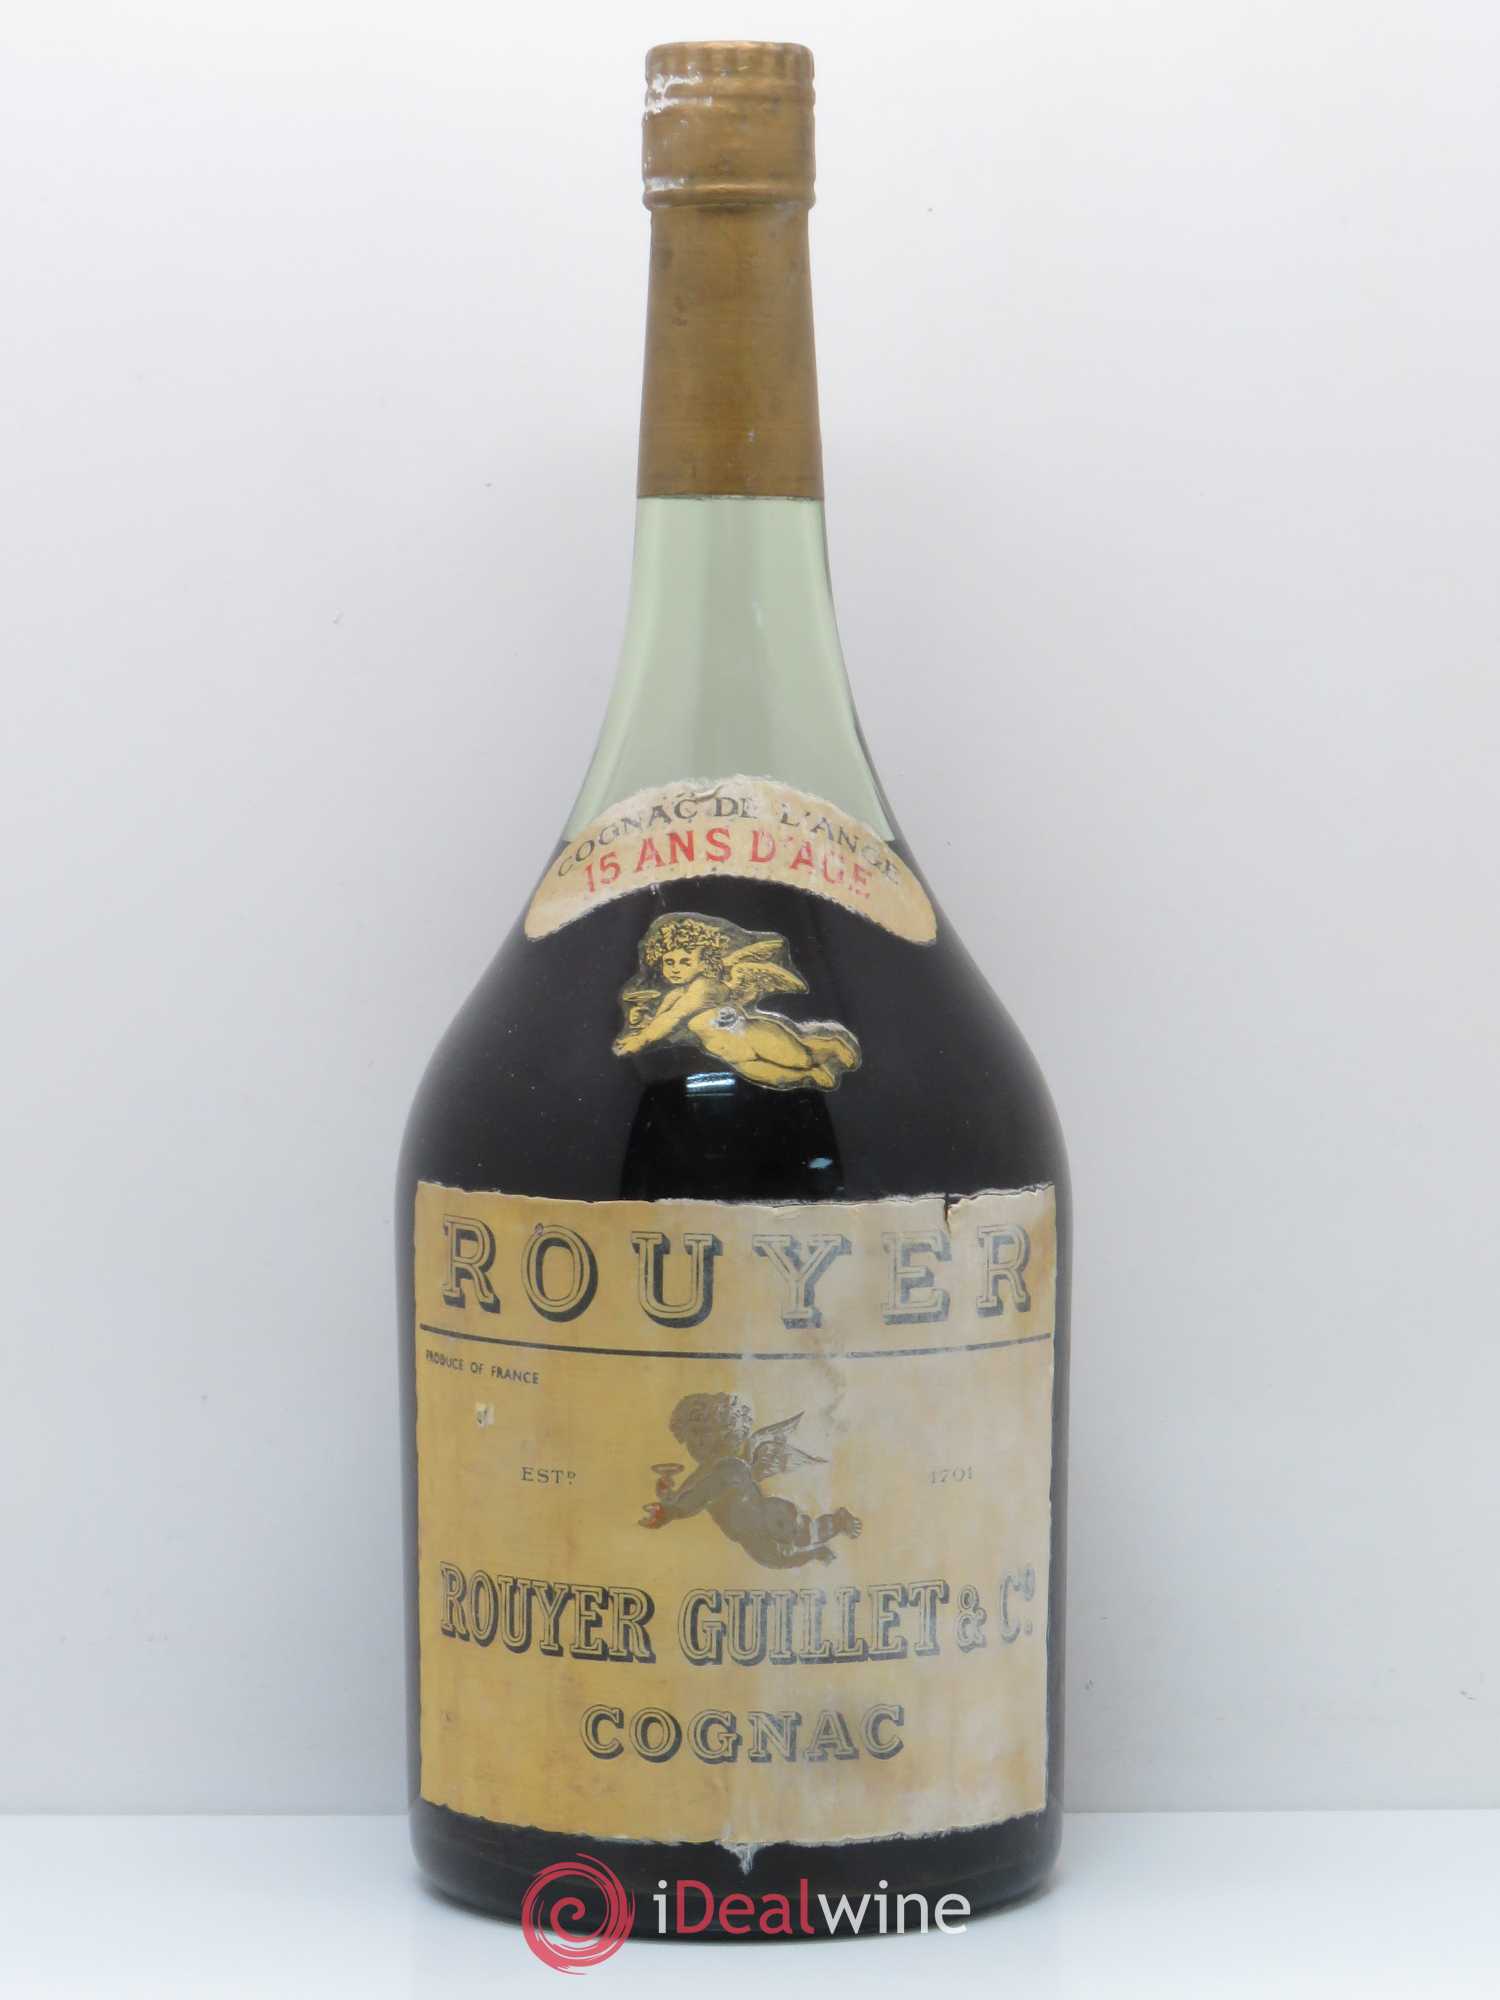 COGNAC DE L'ANGE
15 ANS D'AGE
ROUYER
PRODUCE OF FRANCE
ESTD. 1701
ROUYER GUILLET & Co.
COGNAC
iDealwine